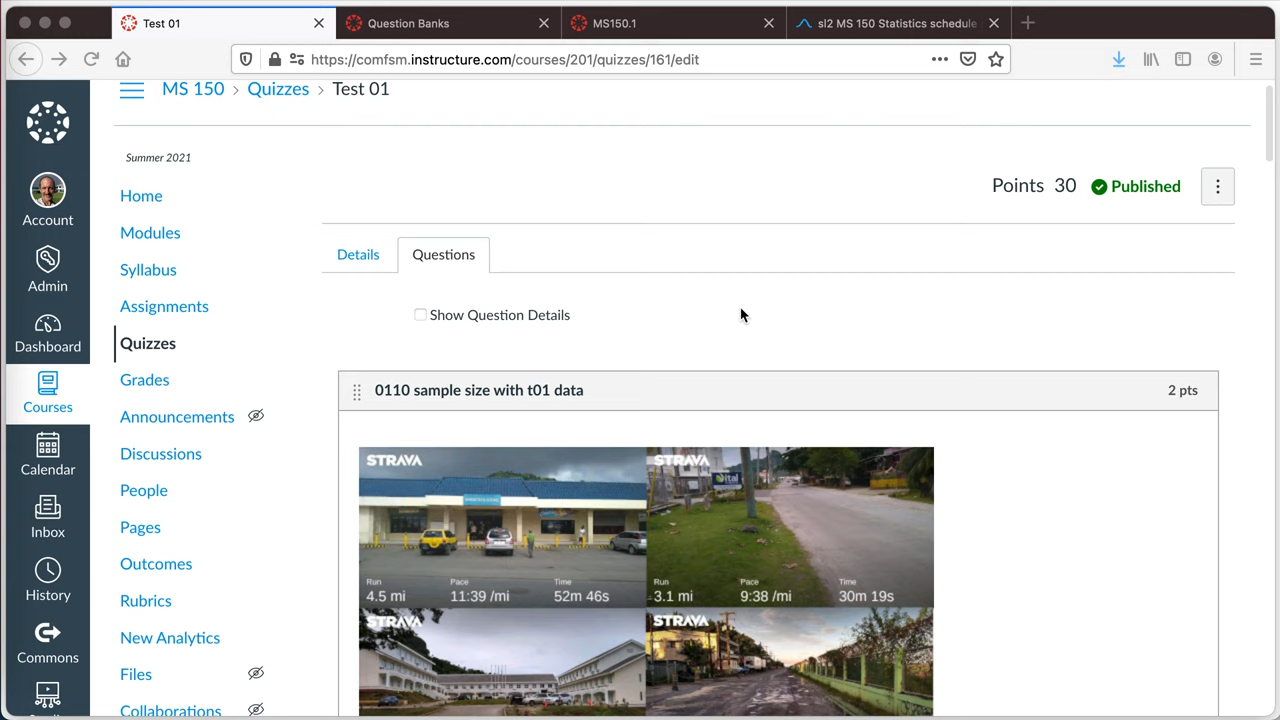 Test 01
Question Banks
MS150.1
sl2 MS 150 Statistics schedule
https://comfsm.instructure.com/courses/201/quizzes/161/edit
MS 150 > Quizzes > Test 01
Account
Admin
Dashboard
Courses
Calendar
Inbox
History
Commons
Summer 2021
Home
Modules
Syllabus
Assignments
Quizzes
Grades
Announcements
Discussions
People
Pages
Outcomes
Rubrics
New Analytics
Files
Collaborations
Points 30 Published
Details Questions
Show Question Details
0110 sample size with t01 data 2 pts
STRAVA
Run Pace Time
4.5 mi 11:39 /mi 52m 46s
STRAVA
Vital
Run Pace Time
3.1 mi 9:38 /mi 30m 19s
STRAVA
STRAVA